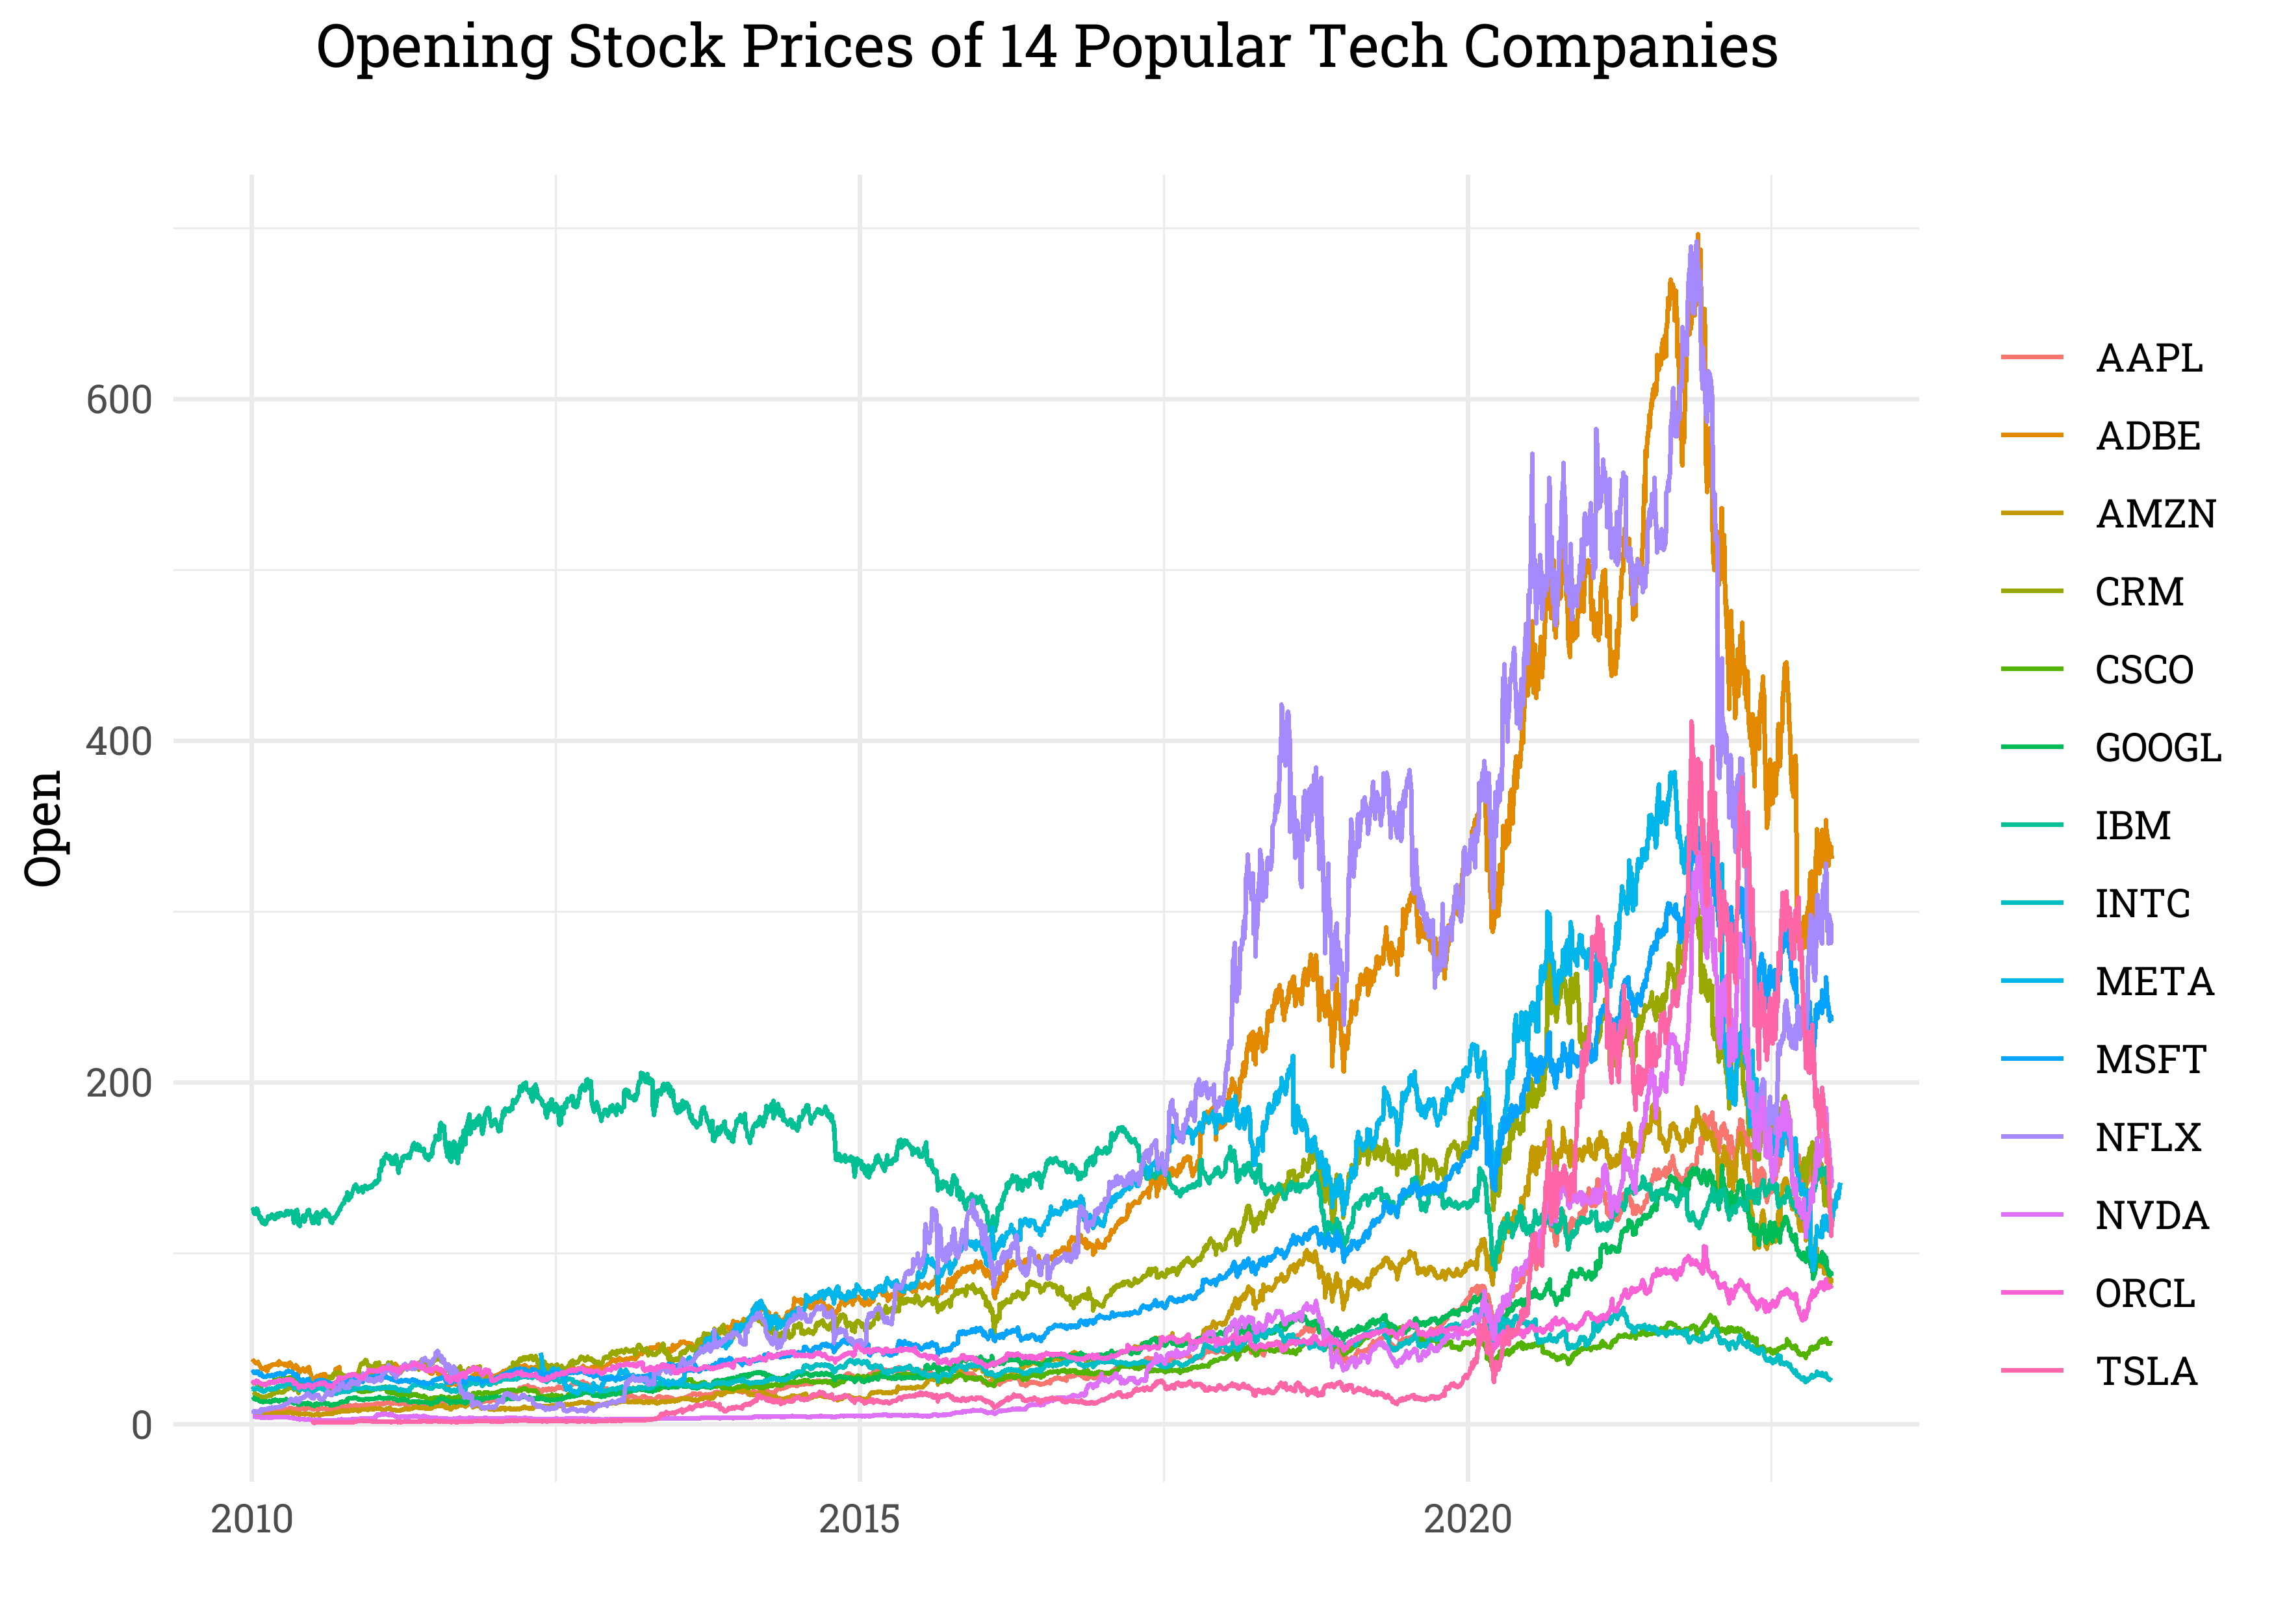 Opening Stock Prices of 14 Popular Tech Companies
Open
600
400
200
0
2010
2015
2020
AAPL
ADBE
AMZN
CRM
CSCO
GOOGL
IBM
INTC
META
MSFT
NFLX
NVDA
ORCL
TSLA